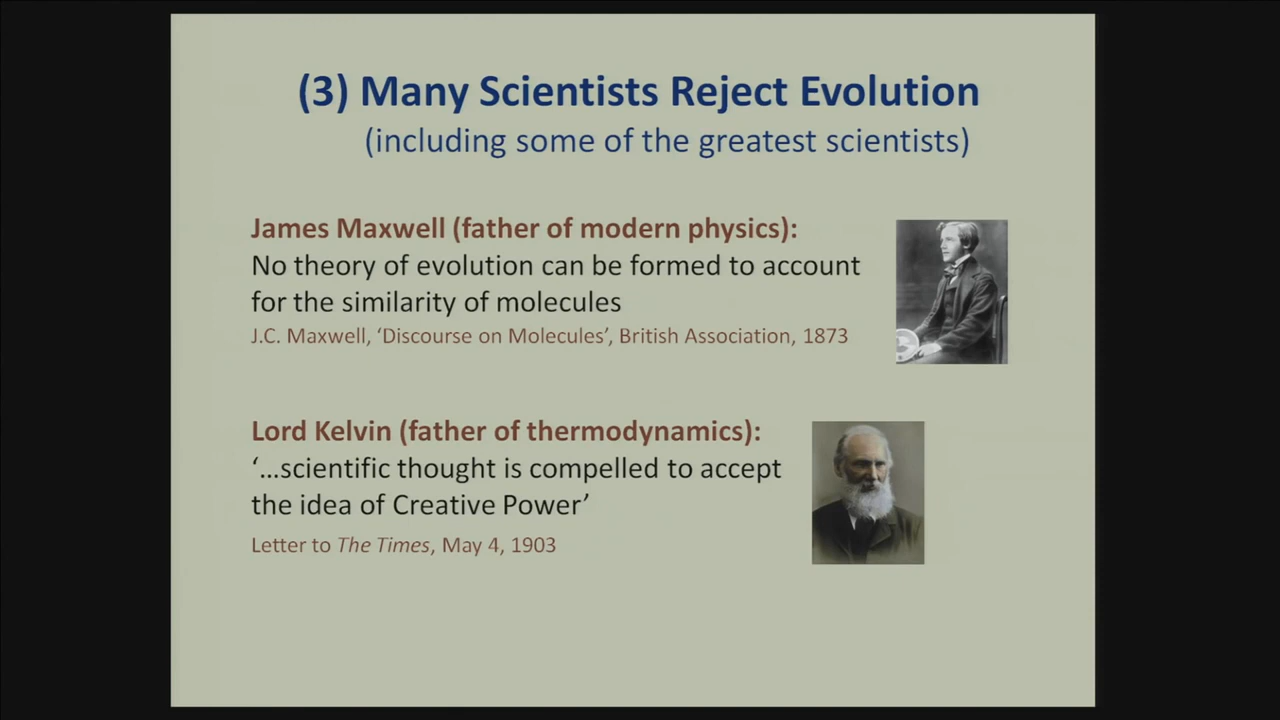 (3) Many Scientists Reject Evolution
(including some of the greatest scientists)
James Maxwell (father of modern physics):
No theory of evolution can be formed to account
for the similarity of molecules
J.C. Maxwell, ‘Discourse on Molecules’, British Association, 1873
Lord Kelvin (father of thermodynamics):
‘…scientific thought is compelled to accept
the idea of Creative Power’
Letter to The Times, May 4, 1903